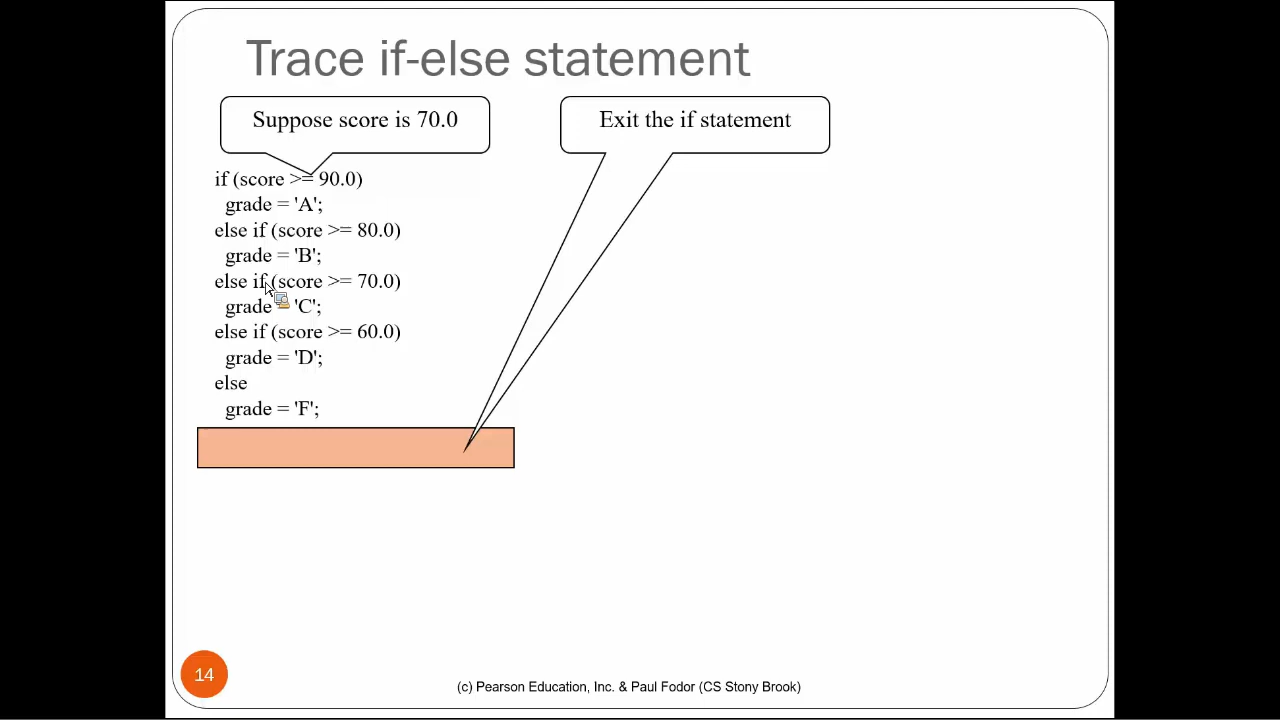 Trace if-else statement
Suppose score is 70.0
Exit the if statement
if (score >= 90.0)
grade = 'A';
else if (score >= 80.0)
grade = 'B';
else if (score >= 70.0)
grade 'C';
else if (score >= 60.0)
grade = 'D';
else
grade = 'F';
14
(c) Pearson Education, Inc. & Paul Fodor (CS Stony Brook)